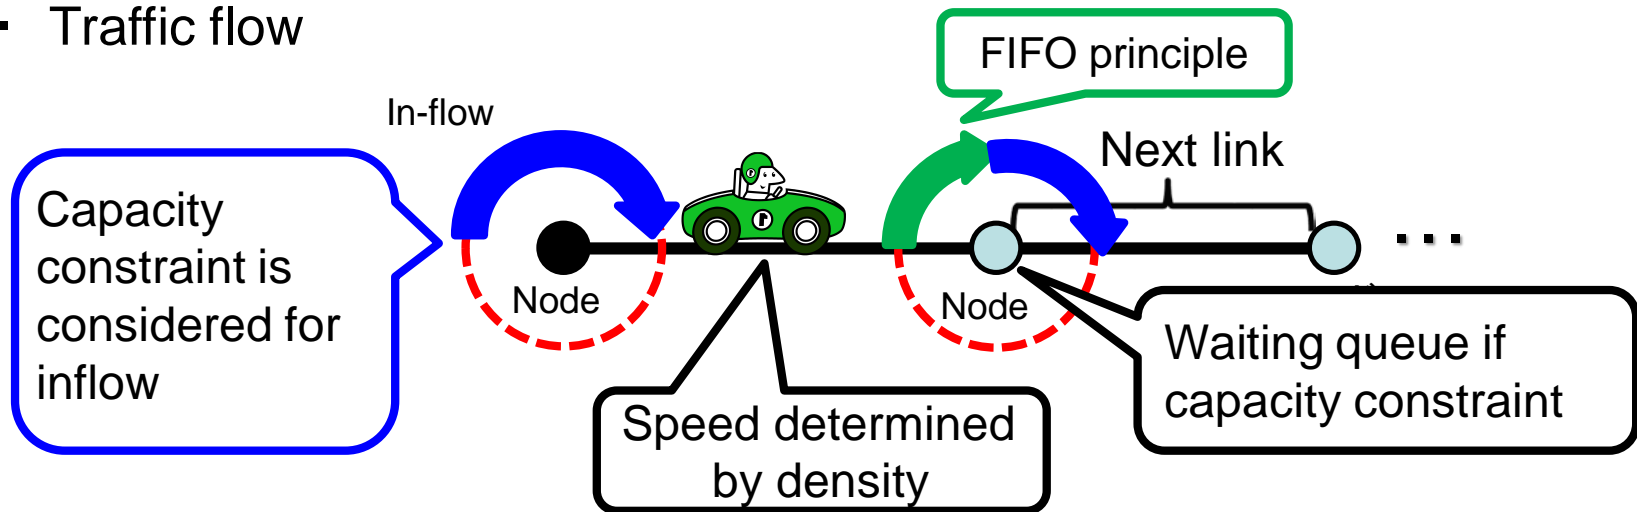 ▪ Traffic flow
FIFO principle
In-flow
Next link
Capacity
constraint is
considered for
inflow
Node
Node
...
Waiting queue if
capacity constraint
Speed determined
by density